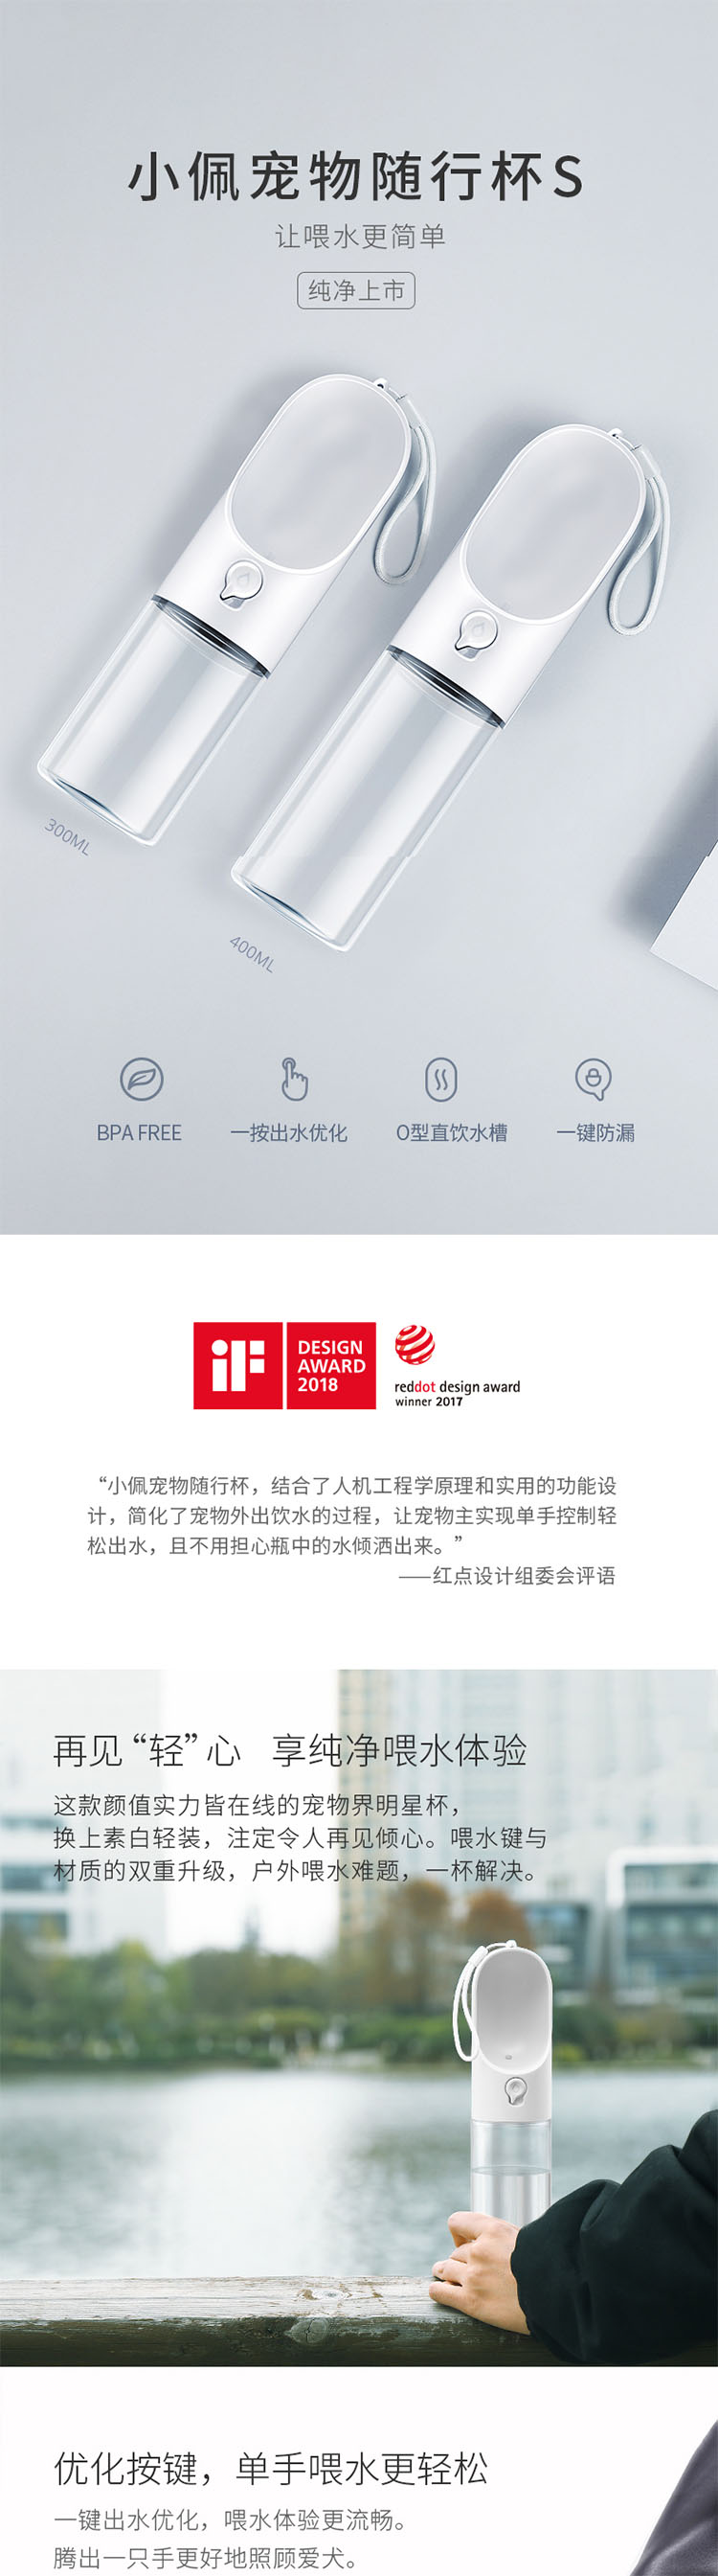 小佩宠物随行杯S
让喂水更简单
纯净上市
300ML
400ML
BPA FREE
一按出水优化
O型直饮水槽
一键防漏
iF
DESIGN
AWARD
2018
reddot design award
winner 2017
“小佩宠物随行杯，结合了人机工程学原理和实用的功能设
计，简化了宠物外出饮水的过程，让宠物主实现单手控制轻
松出水，且不用担心瓶中的水倾洒出来。”
——红点设计组委会评语
再见“轻”心 享纯净喂水体验
这款颜值实力皆在线的宠物界明星杯，
换上素白轻装，注定令人再见倾心。喂水键与
材质的双重升级，户外喂水难题，一杯解决。
优化按键，单手喂水更轻松
一键出水优化，喂水体验更流畅。
腾出一只手更好地照顾爱犬。